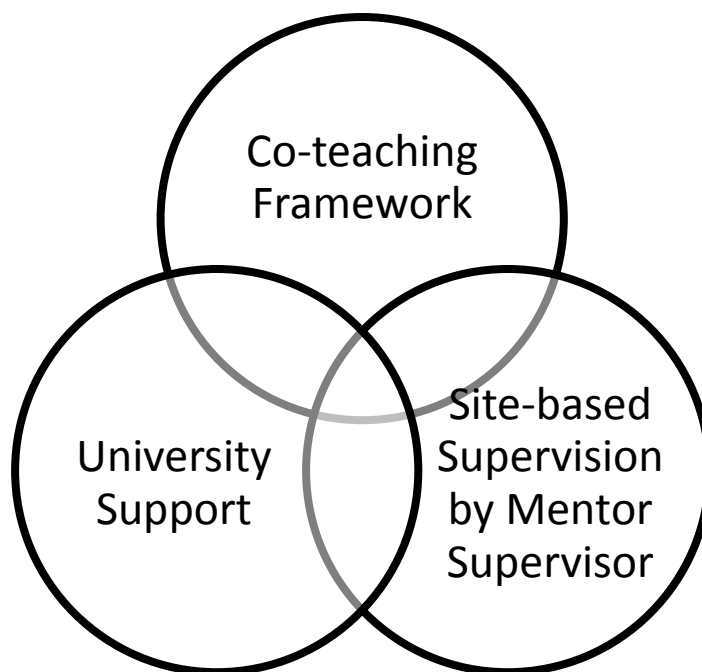 Co-teaching
Framework
University
Support
Site-based
Supervision
by Mentor
Supervisor